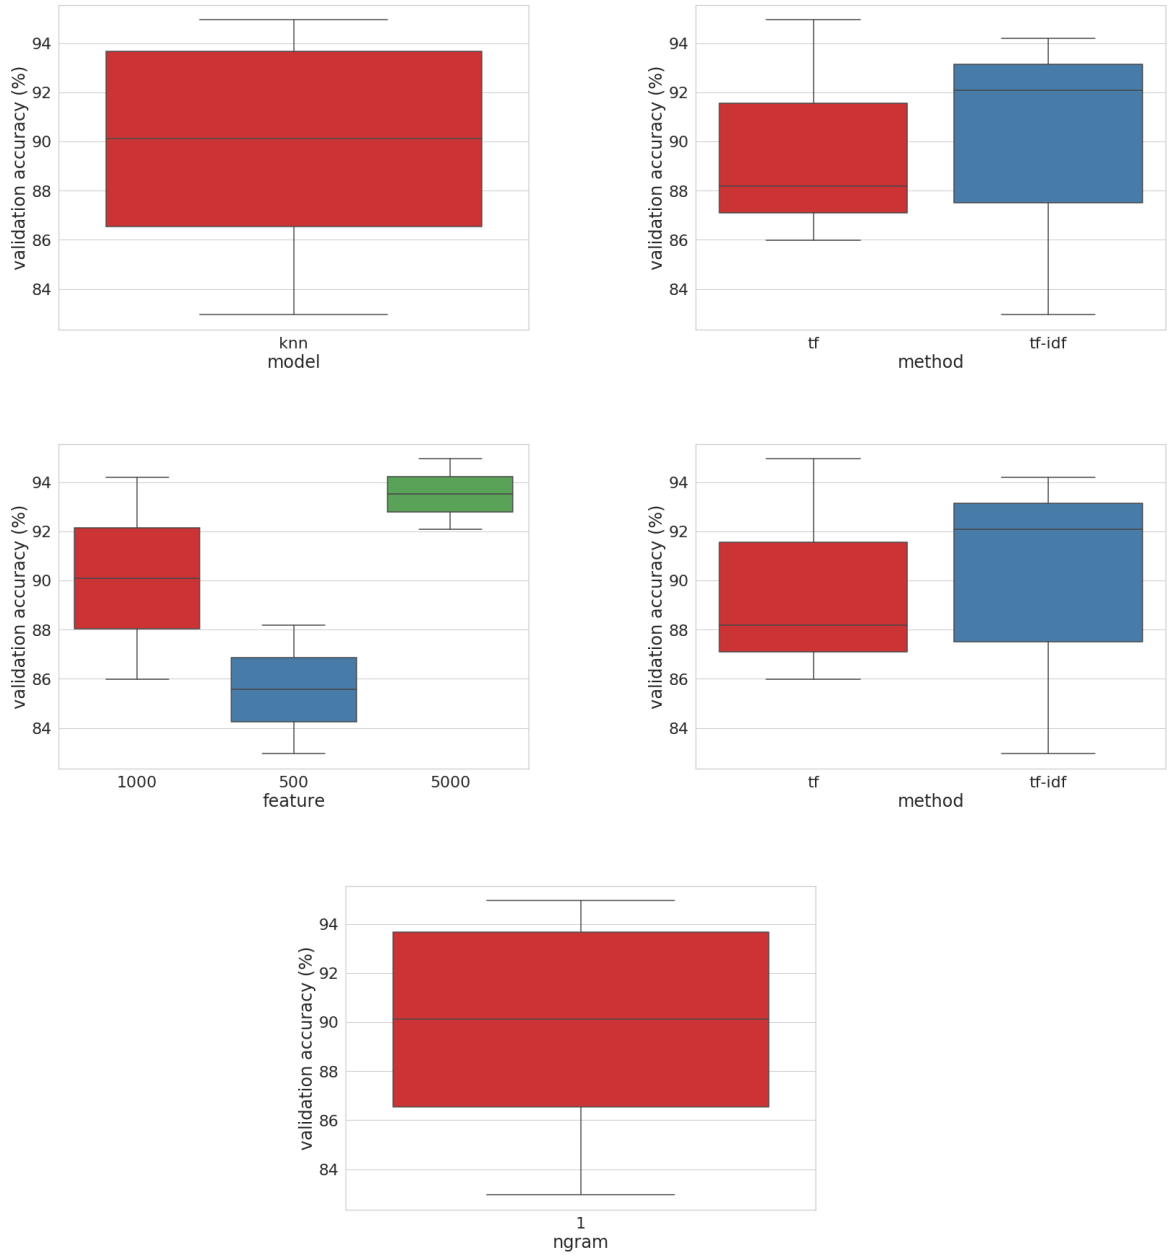 validation accuracy (%)
94
92
90
88
86
84
knn
model
validation accuracy (%)
94
92
90
88
86
84
tf tf-idf
method
validation accuracy (%)
94
92
90
88
86
84
1000 500 5000
feature
validation accuracy (%)
94
92
90
88
86
84
tf tf-idf
method
validation accuracy (%)
94
92
90
88
86
84
1
ngram